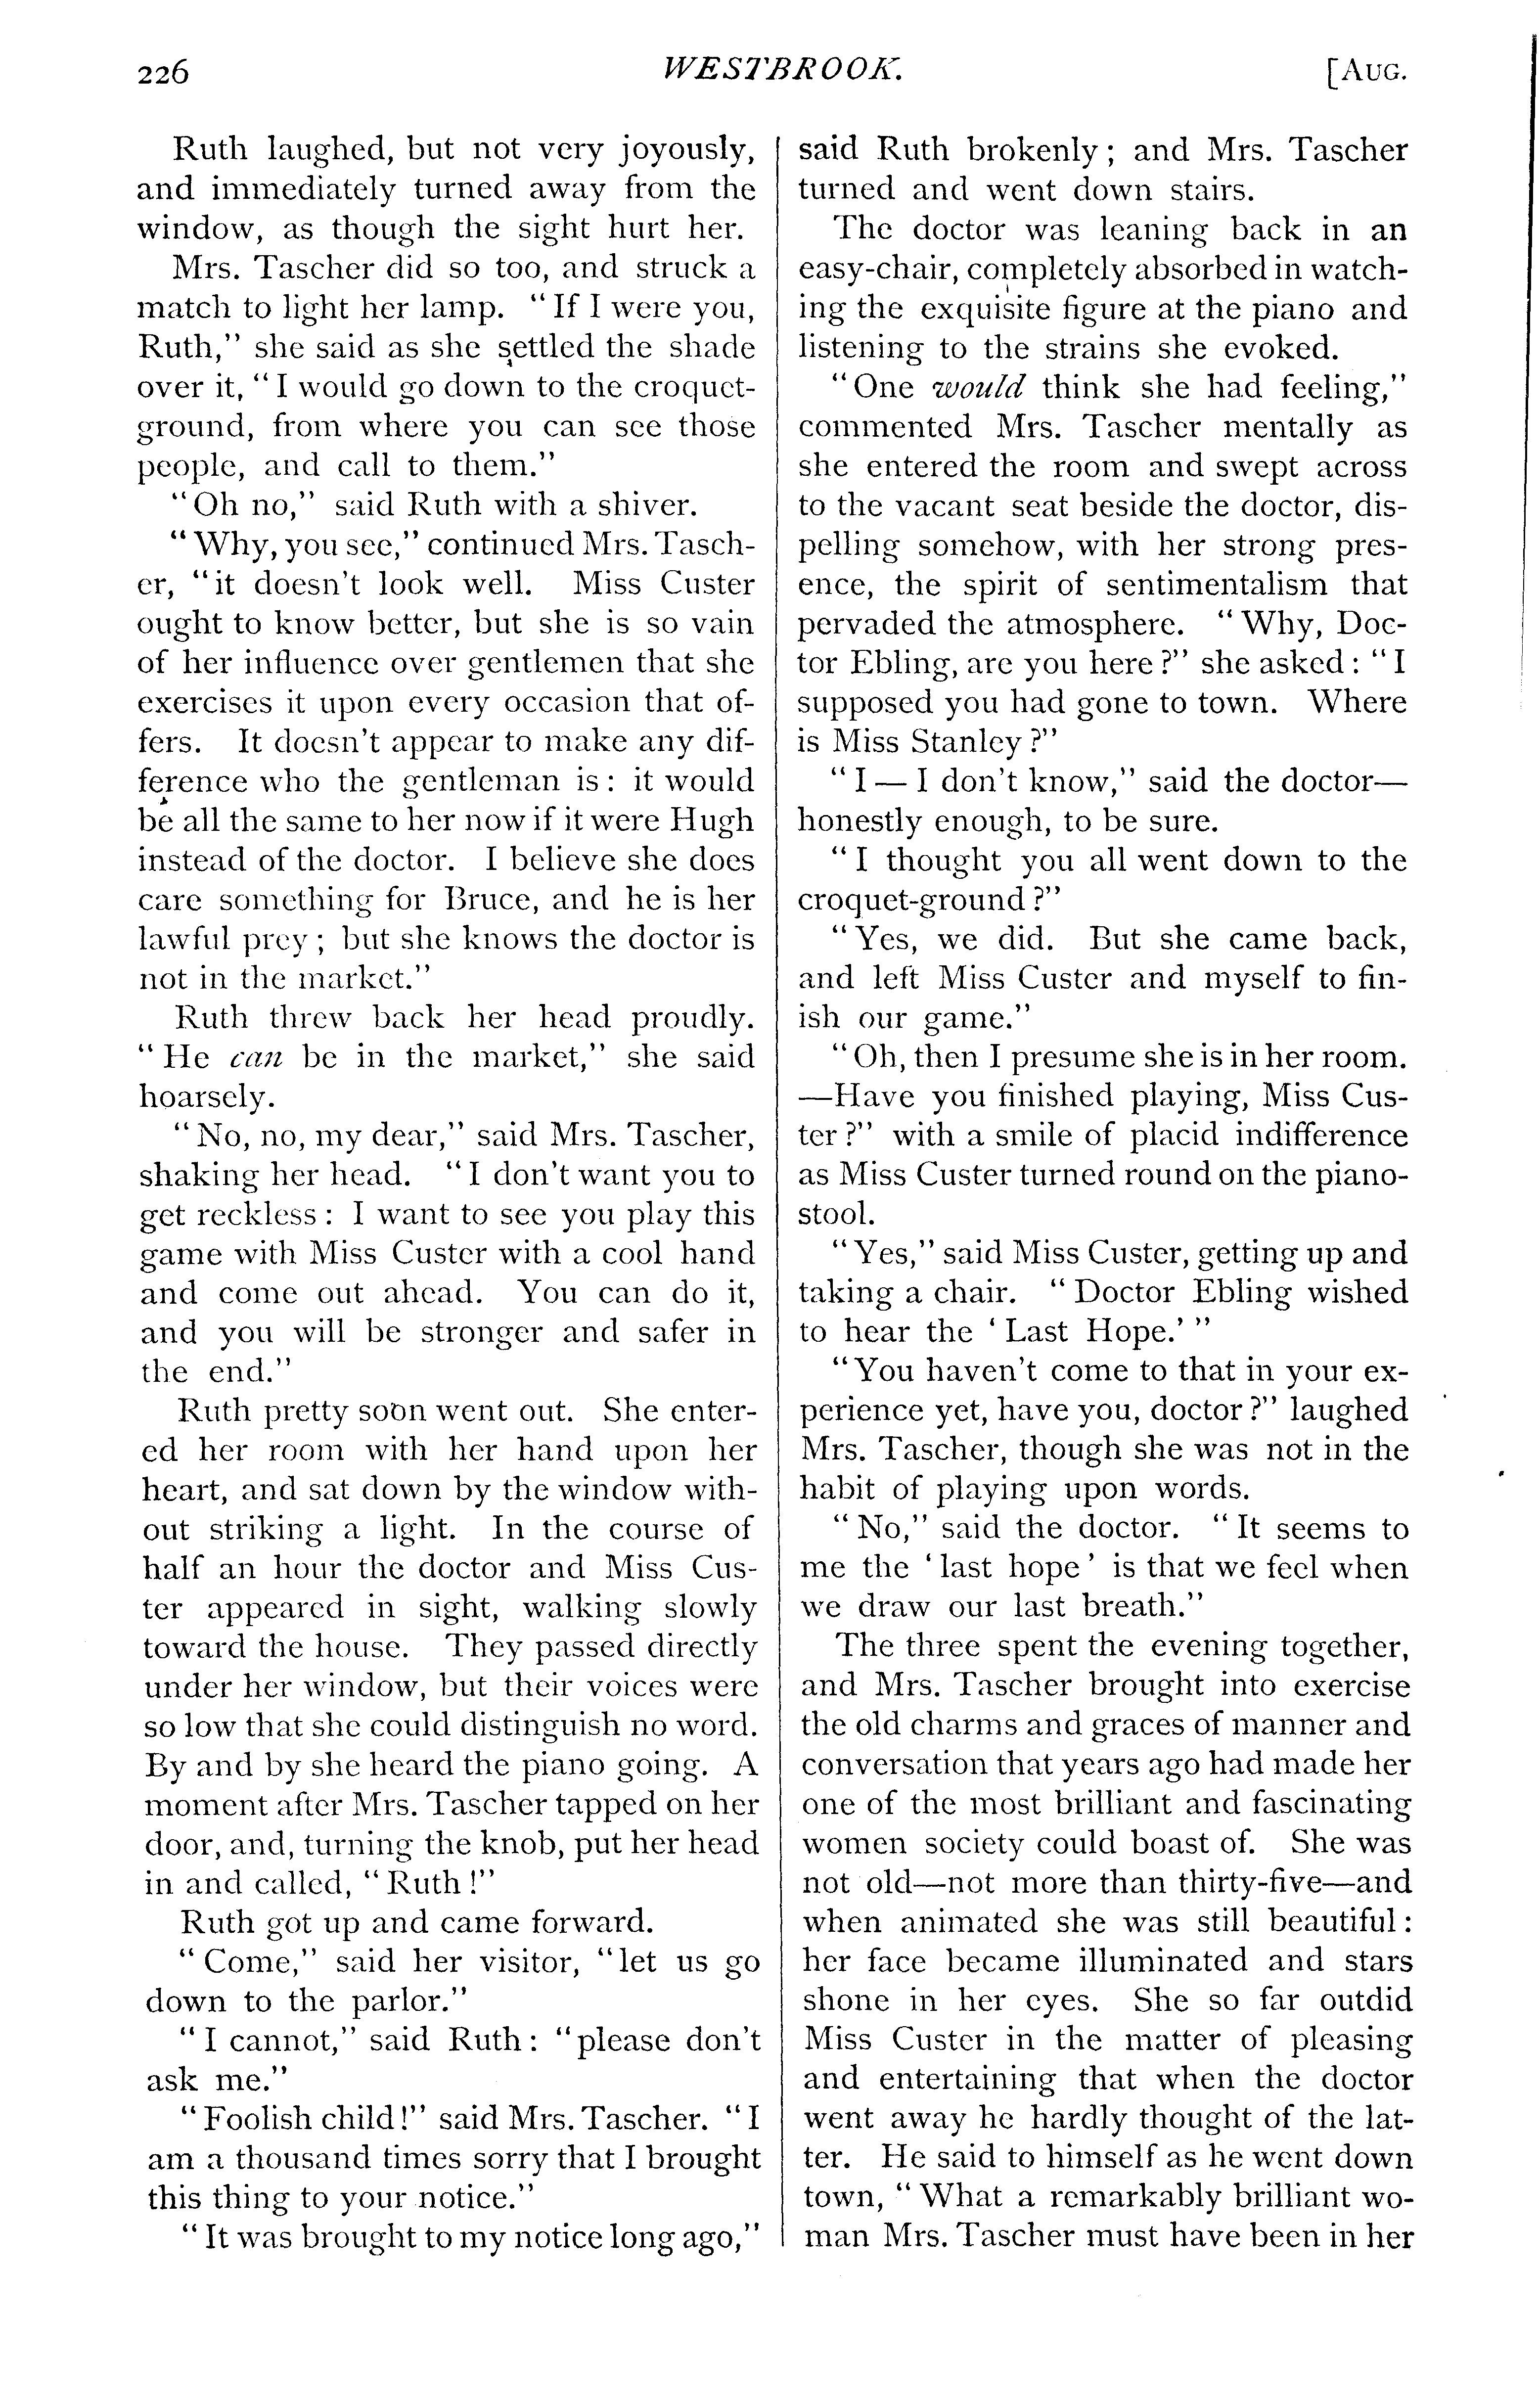 226
WESTBROOK.
[AUG.
Ruth laughed, but not very joyously,
and immediately turned away from the
window, as though the sight hurt her.
Mrs. Tascher did so too, and struck a
match to light her lamp. "If I were you,
Ruth," she said as she settled the shade
over it, "I would go down to the croquet-
ground, from where you can see those
people, and call to them."
"Oh no," said Ruth with a shiver.
"Why, you see," continued Mrs. Tasch-
er, "it doesn't look well. Miss Custer
ought to know better, but she is so vain
of her influence over gentlemen that she
exercises it upon every occasion that of-
fers. It doesn't appear to make any dif-
ference who the gentleman is: it would
be all the same to her now if it were Hugh
instead of the doctor. I believe she does
care something for Bruce, and he is her
lawful prey; but she knows the doctor is
not in the market."
Ruth threw back her head proudly.
"He can be in the market," she said
hoarsely.
"No, no, my dear," said Mrs. Tascher,
shaking her head. "I don't want you to
get reckless: I want to see you play this
game with Miss Custer with a cool hand
and come out ahead. You can do it,
and you will be stronger and safer in
the end."
Ruth pretty soon went out. She enter-
ed her room with her hand upon her
heart, and sat down by the window with-
out striking a light. In the course of
half an hour the doctor and Miss Cus-
ter appeared in sight, walking slowly
toward the house. They passed directly
under her window, but their voices were
so low that she could distinguish no word.
By and by she heard the piano going. A
moment after Mrs. Tascher tapped on her
door, and, turning the knob, put her head
in and called, "Ruth!"
Ruth got up and came forward.
"Come," said her visitor, "let us go
down to the parlor."
"I cannot," said Ruth: "please don't
ask me."
"Foolish child!" said Mrs. Tascher. "I
am a thousand times sorry that I brought
this thing to your notice."
"It was brought to my notice long ago,"
said Ruth brokenly; and Mrs. Tascher
turned and went down stairs.
The doctor was leaning back in an
easy-chair, completely absorbed in watch-
ing the exquisite figure at the piano and
listening to the strains she evoked.
"One would think she had feeling,"
commented Mrs. Tascher mentally as
she entered the room and swept across
to the vacant seat beside the doctor, dis-
pelling somehow, with her strong pres-
ence, the spirit of sentimentalism that
pervaded the atmosphere. "Why, Doc-
tor Ebling, are you here?" she asked: "I
supposed you had gone to town. Where
is Miss Stanley?"
"I — I don't know," said the doctor—
honestly enough, to be sure.
"I thought you all went down to the
croquet-ground?"
"Yes, we did. But she came back,
and left Miss Custer and myself to fin-
ish our game."
"Oh, then I presume she is in her room.
—Have you finished playing, Miss Cus-
ter?" with a smile of placid indifference
as Miss Custer turned round on the piano-
stool.
"Yes," said Miss Custer, getting up and
taking a chair. "Doctor Ebling wished
to hear the 'Last Hope.'"
"You haven't come to that in your ex-
perience yet, have you, doctor?" laughed
Mrs. Tascher, though she was not in the
habit of playing upon words.
"No," said the doctor. "It seems to
me the 'last hope' is that we feel when
we draw our last breath."
The three spent the evening together,
and Mrs. Tascher brought into exercise
the old charms and graces of manner and
conversation that years ago had made her
one of the most brilliant and fascinating
women society could boast of. She was
not old—not more than thirty-five—and
when animated she was still beautiful:
her face became illuminated and stars
shone in her eyes. She so far outdid
Miss Custer in the matter of pleasing
and entertaining that when the doctor
went away he hardly thought of the lat-
ter. He said to himself as he went down
town, "What a remarkably brilliant wo-
man Mrs. Tascher must have been in her